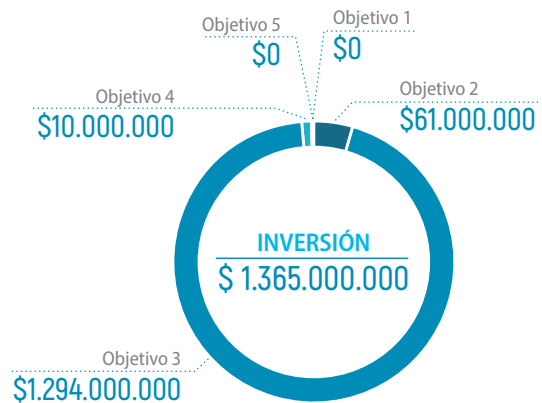 Objetivo 5
$0
Objetivo 1
$0
Objetivo 4
$10.000.000
Objetivo 2
$61.000.000
INVERSIÓN
$ 1.365.000.000
Objetivo 3
$1.294.000.000